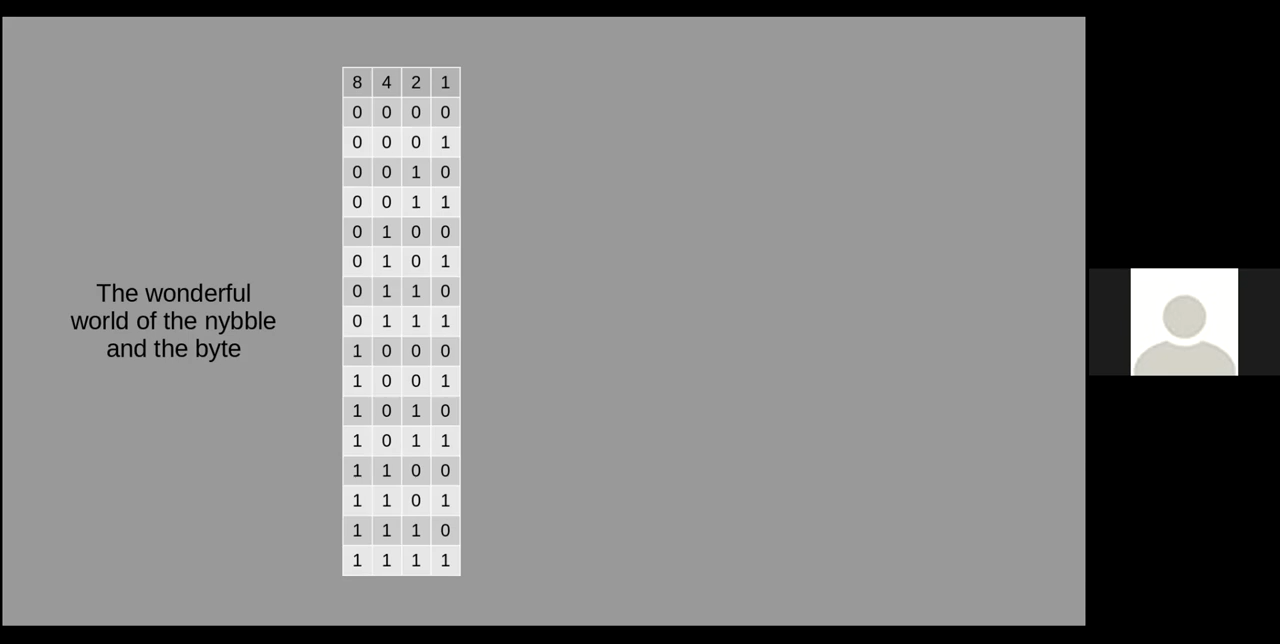 The wonderful
world of the nybble
and the byte
8 4 2 1
0 0 0 0
0 0 0 1
0 0 1 0
0 0 1 1
0 1 0 0
0 1 0 1
0 1 1 0
0 1 1 1
1 0 0 0
1 0 0 1
1 0 1 0
1 0 1 1
1 1 0 0
1 1 0 1
1 1 1 0
1 1 1 1